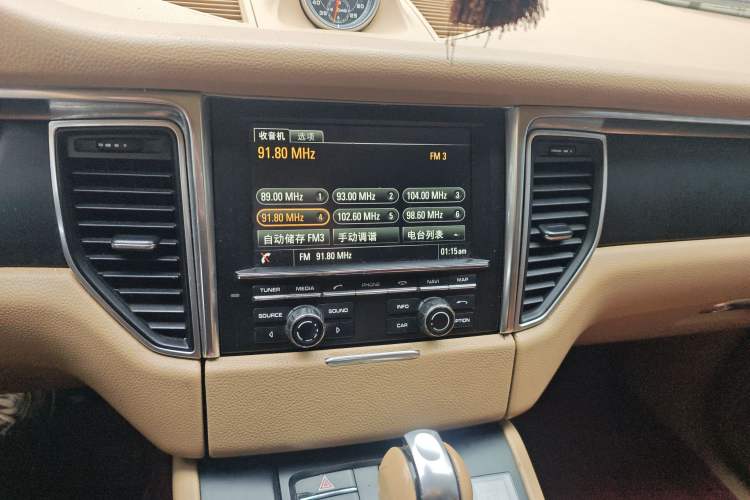 收音机 选项
91.80 MHz FM 3
89.00 MHz 1 93.00 MHz 2 104.00 MHz 3
91.80 MHz 4 102.60 MHz 5 98.60 MHz 6
自动储存 FM3 手动调谐 电台列表
FM 91.80 MHz 01:15am
TUNER MEDIA PHONE NAVI MAP
SOURCE SOUND INFO
CAR OPTION